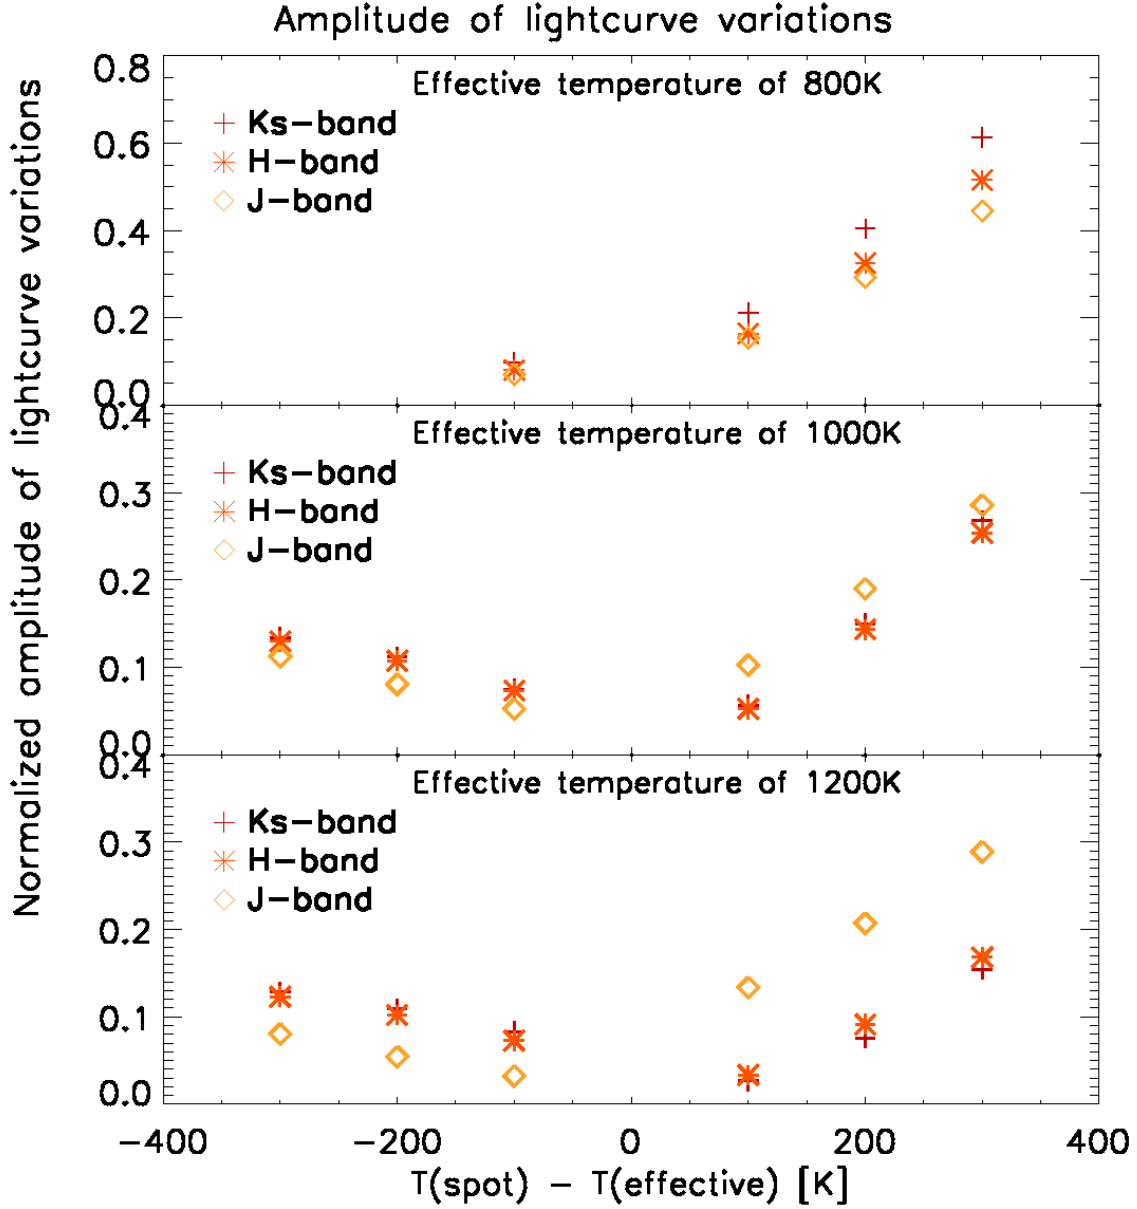 Amplitude of lightcurve variations
Normalized amplitude of lightcurve variations
Effective temperature of 800K
Ks-band
H-band
J-band
0.8
0.6
0.4
0.2
0.0
Effective temperature of 1000K
Ks-band
H-band
J-band
0.4
0.3
0.2
0.1
0.0
Effective temperature of 1200K
Ks-band
H-band
J-band
0.4
0.3
0.2
0.1
0.0
-400 -200 0 200 400
T(spot) - T(effective) [K]